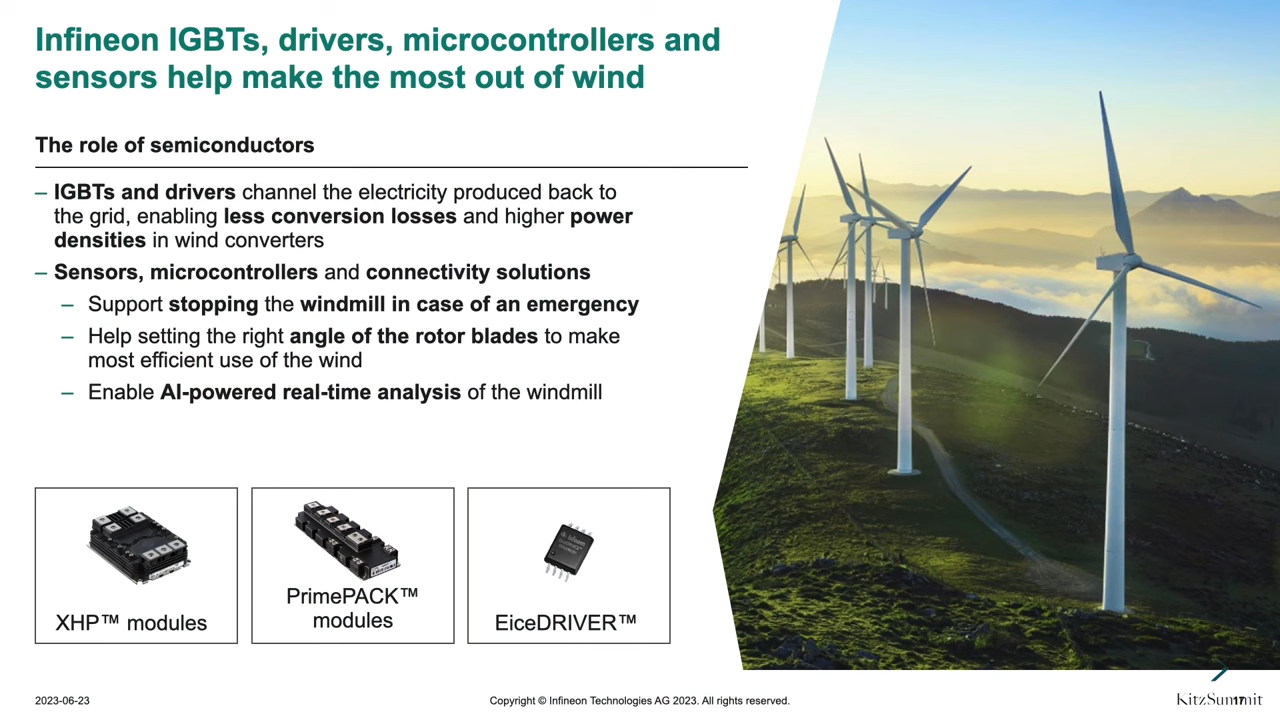 Infineon IGBTs, drivers, microcontrollers and
sensors help make the most out of wind
The role of semiconductors
– IGBTs and drivers channel the electricity produced back to
the grid, enabling less conversion losses and higher power
densities in wind converters
– Sensors, microcontrollers and connectivity solutions
– Support stopping the windmill in case of an emergency
– Help setting the right angle of the rotor blades to make
most efficient use of the wind
– Enable AI-powered real-time analysis of the windmill
XHP™ modules
PrimePACK™
modules
EiceDRIVER™
2023-06-23
Copyright © Infineon Technologies AG 2023. All rights reserved.
KitzSummit
17